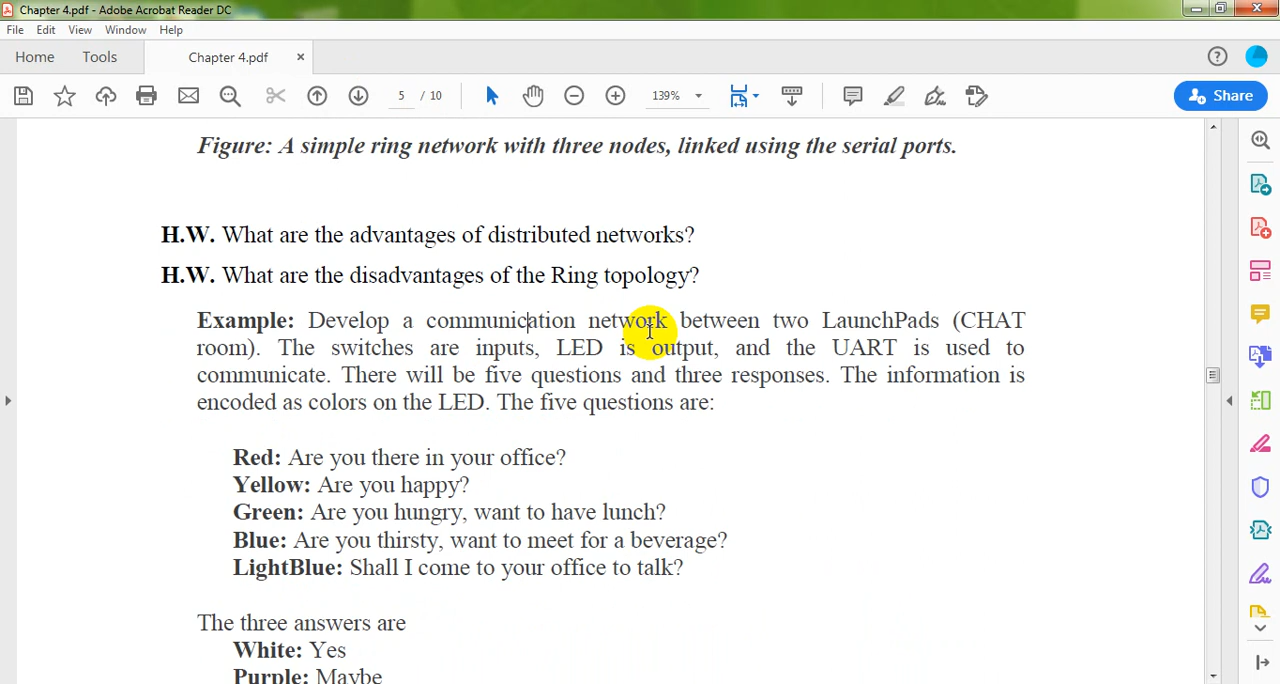 Chapter 4.pdf - Adobe Acrobat Reader DC
File Edit View Window Help
Home Tools Chapter 4.pdf ×
5 / 10 139% Share
Figure: A simple ring network with three nodes, linked using the serial ports.
H.W. What are the advantages of distributed networks?
H.W. What are the disadvantages of the Ring topology?
Example: Develop a communication network between two LaunchPads (CHAT
room). The switches are inputs, LED is output, and the UART is used to
communicate. There will be five questions and three responses. The information is
encoded as colors on the LED. The five questions are:
Red: Are you there in your office?
Yellow: Are you happy?
Green: Are you hungry, want to have lunch?
Blue: Are you thirsty, want to meet for a beverage?
LightBlue: Shall I come to your office to talk?
The three answers are
White: Yes
Purple: Maybe